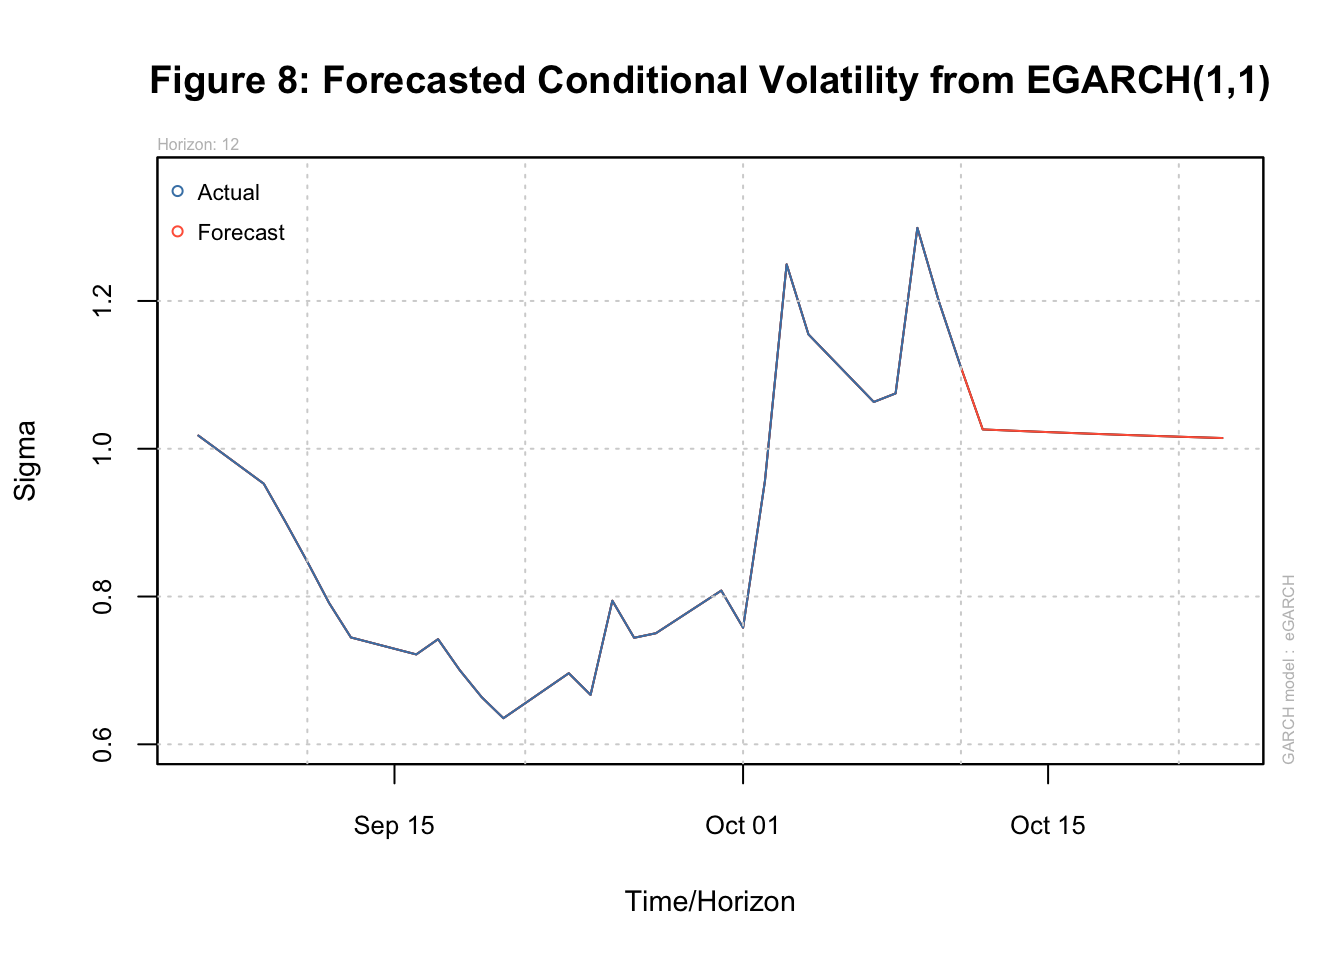 Figure 8: Forecasted Conditional Volatility from EGARCH(1,1)
Horizon: 12
Actual
Forecast
1.2
1.0
0.8
0.6
Sigma
GARCH model : eGARCH
Sep 15
Oct 01
Oct 15
Time/Horizon